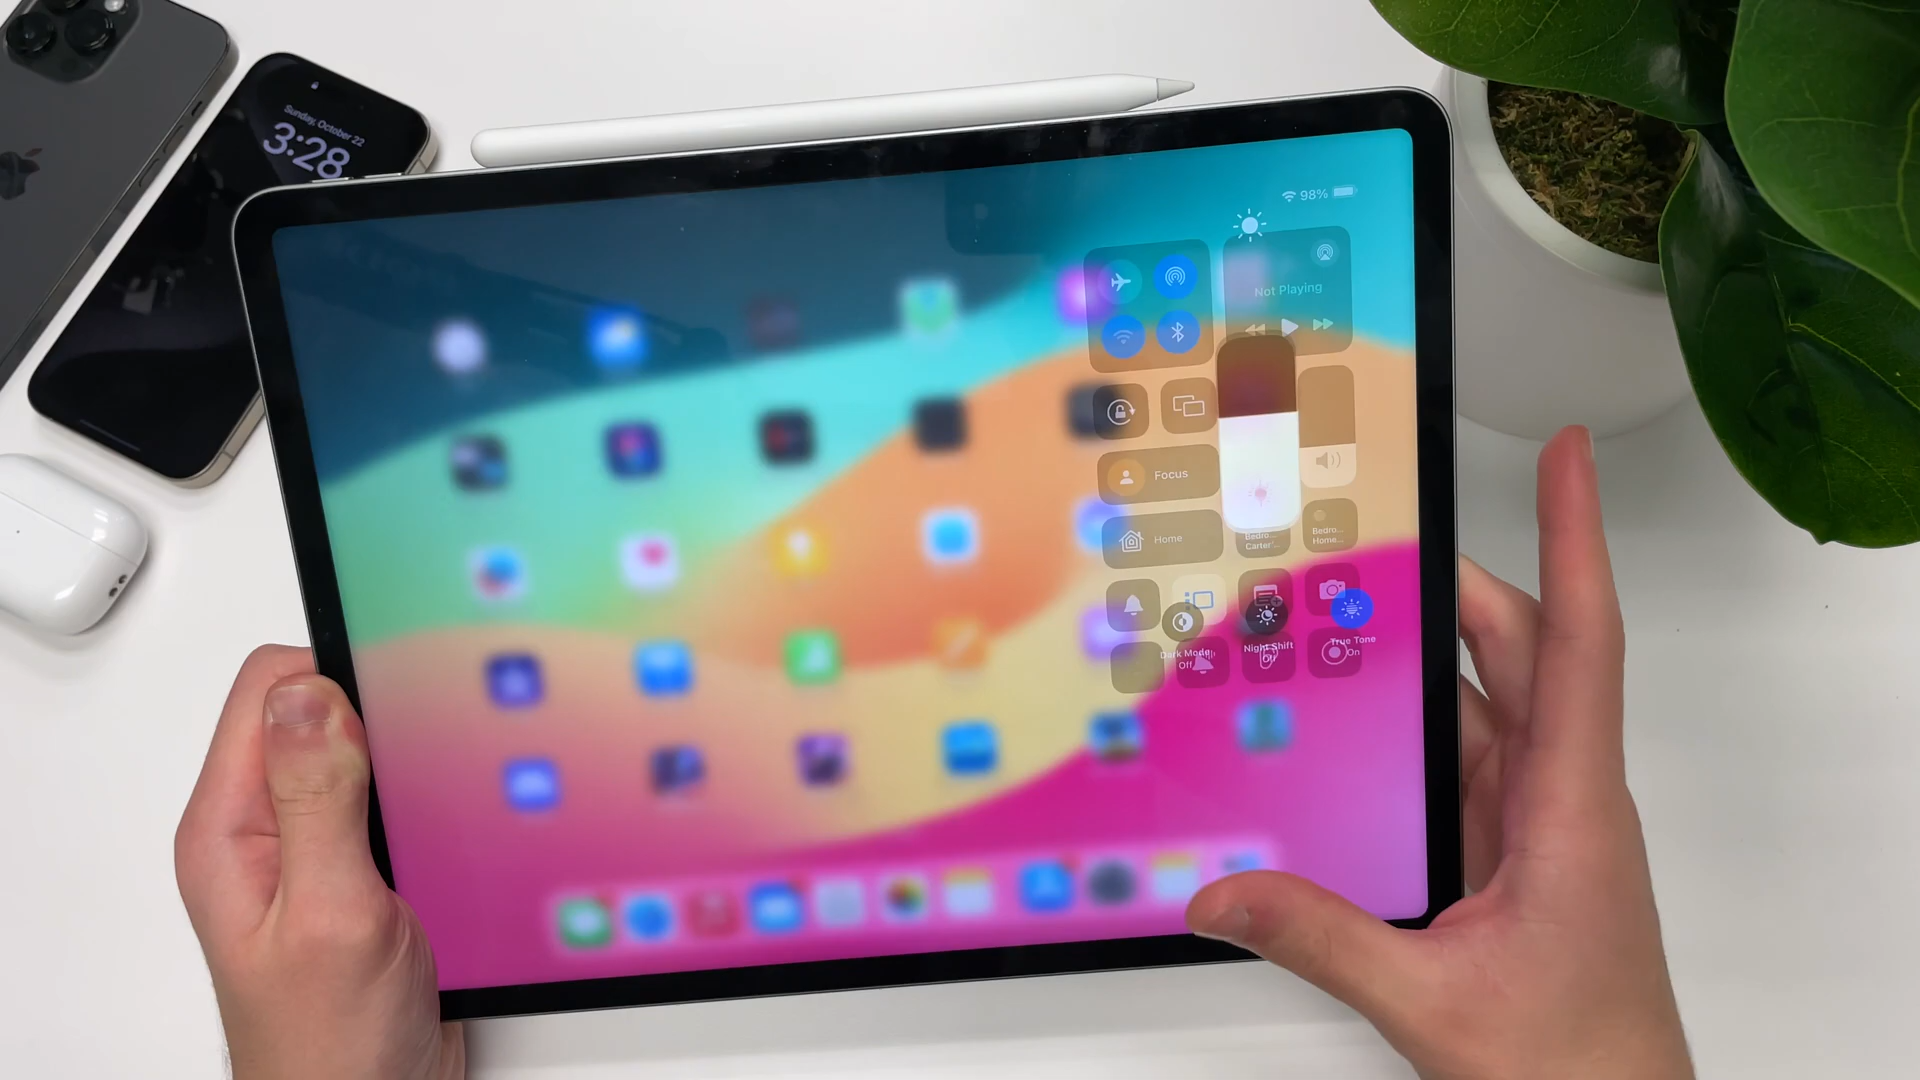 Sunday, October 22
3:28
98%
Not Playing
Focus
Home
Bedro...
Carter'...
Bedro...
Home...
Dark Mode
Off
Night Shift
Off
True Tone
On